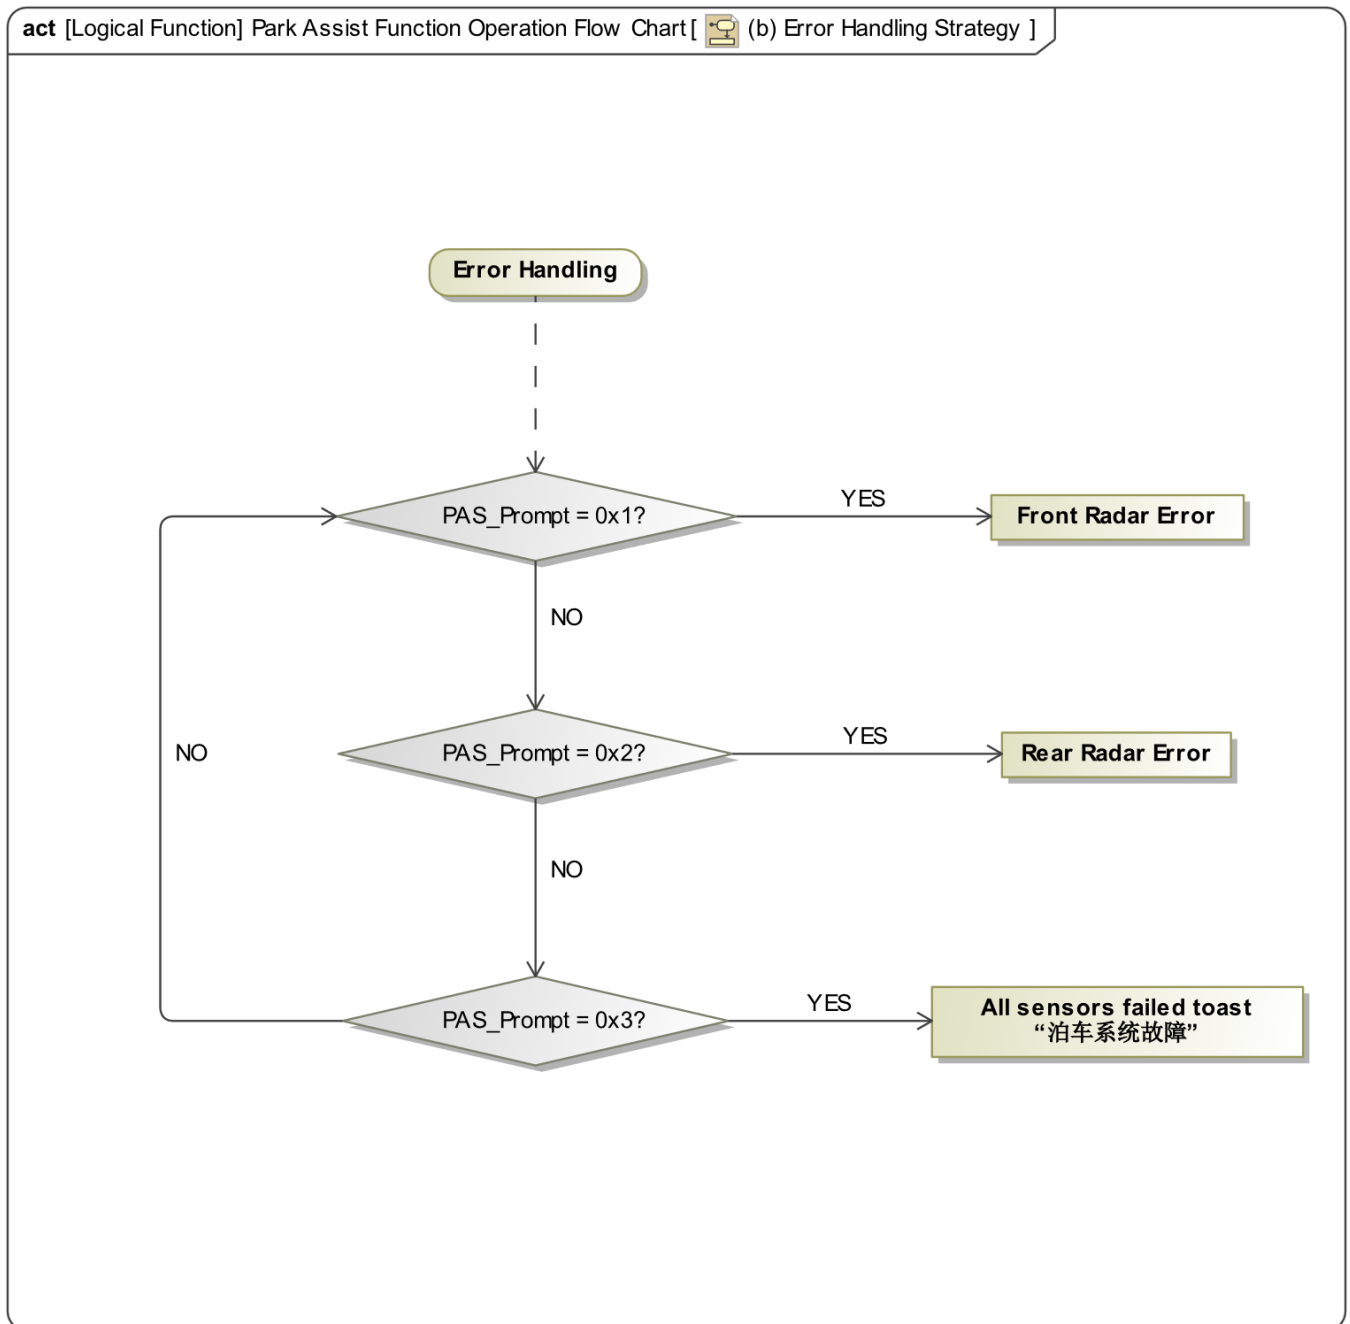 act [Logical Function] Park Assist Function Operation Flow Chart [ (b) Error Handling Strategy ]
Error Handling
PAS_Prompt = 0x1?
YES
Front Radar Error
NO
PAS_Prompt = 0x2?
YES
Rear Radar Error
NO
NO
PAS_Prompt = 0x3?
YES
All sensors failed toast
“泊车系统故障”